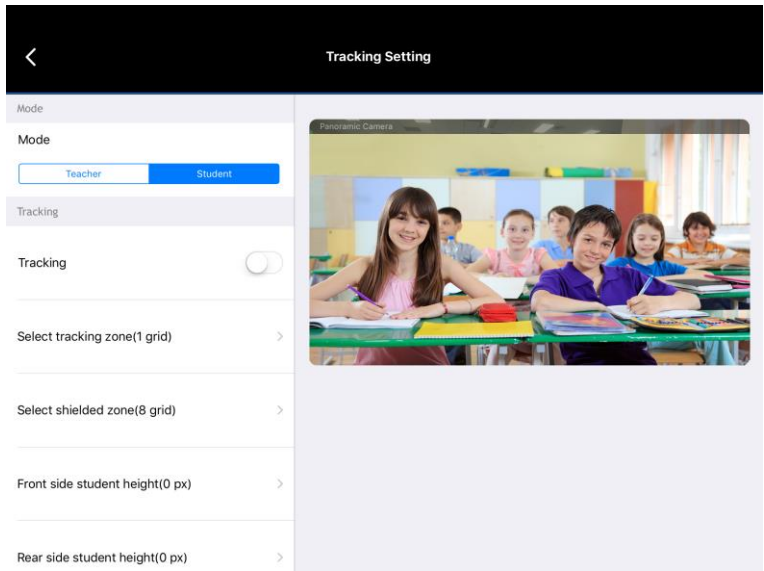 Tracking Setting
Mode
Mode
Teacher
Student
Tracking
Tracking
Select tracking zone(1 grid)
Select shielded zone(8 grid)
Front side student height(0 px)
Rear side student height(0 px)
Panoramic Camera